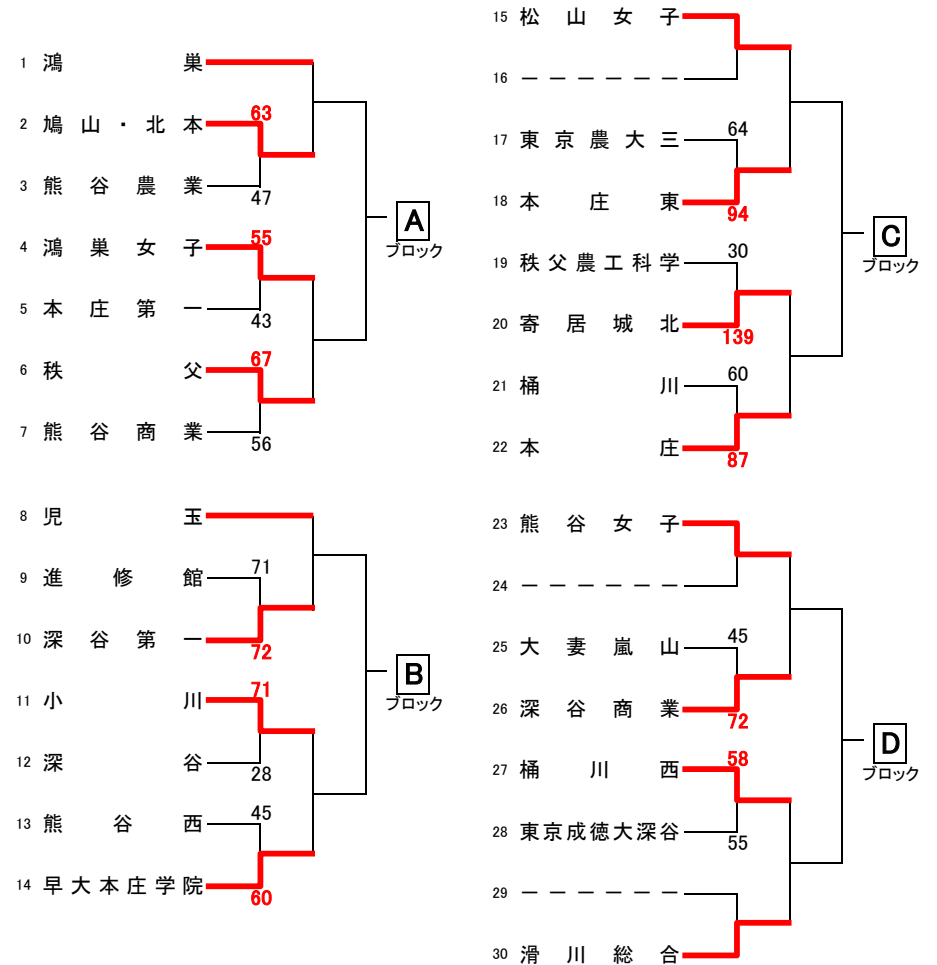 1 鴻巣
63
2 鳩山・北本
3 熊谷農業
47
A
ブロック
55
4 鴻巣女子
5 本庄第一
43
67
6 秩父
7 熊谷商業
56
8 児玉
71
9 進修館
10 深谷第一
72
B
ブロック
71
11 小川
12 深谷
28
45
13 熊谷西
14 早大本庄学院
60
15 松山女子
16 ーーーーーー
64
17 東京農大三
18 本庄東
94
C
ブロック
30
19 秩父農工科学
20 寄居城北
139
60
21 桶川
22 本庄
87
23 熊谷女子
24 ーーーーーー
45
25 大妻嵐山
26 深谷商業
72
D
ブロック
58
27 桶川西
28 東京成徳大深谷
55
29 ーーーーーー
30 滑川総合